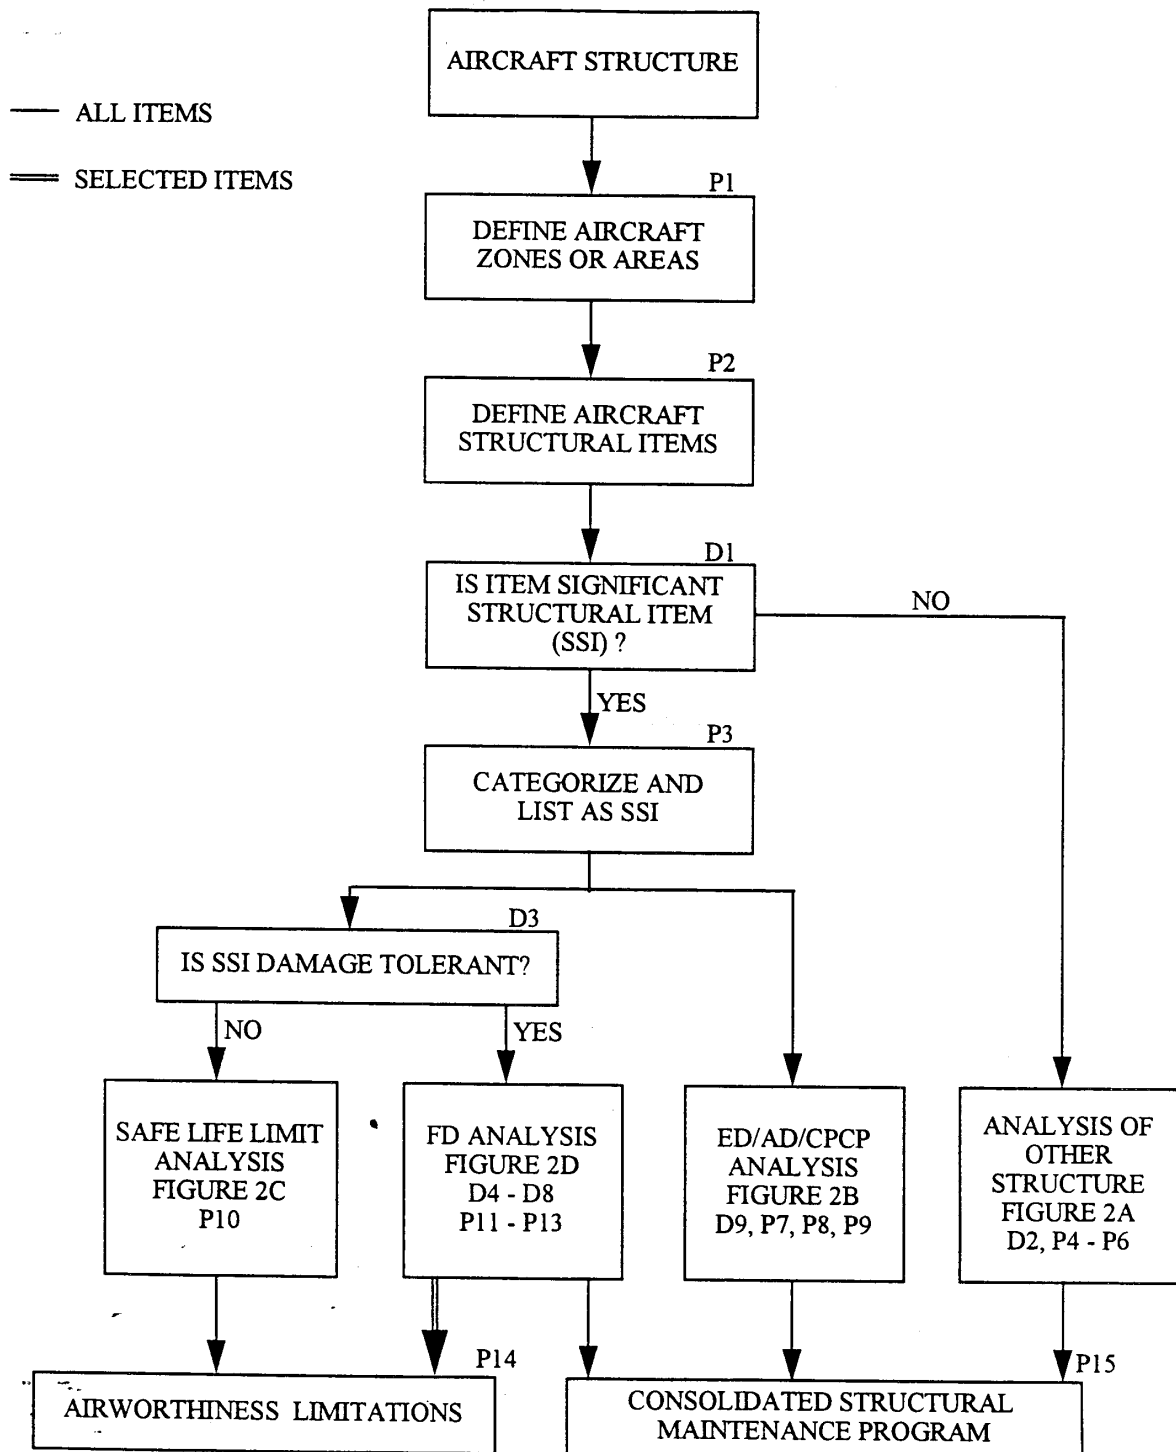 AIRCRAFT STRUCTURE
ALL ITEMS
SELECTED ITEMS
P1
DEFINE AIRCRAFT
ZONES OR AREAS
P2
DEFINE AIRCRAFT
STRUCTURAL ITEMS
D1
IS ITEM SIGNIFICANT
STRUCTURAL ITEM
(SSI) ?
NO
YES
P3
CATEGORIZE AND
LIST AS SSI
D3
IS SSI DAMAGE TOLERANT?
NO
YES
SAFE LIFE LIMIT
ANALYSIS
FIGURE 2C
P10
FD ANALYSIS
FIGURE 2D
D4 - D8
P11 - P13
ED/AD/CPCP
ANALYSIS
FIGURE 2B
D9, P7, P8, P9
ANALYSIS OF
OTHER
STRUCTURE
FIGURE 2A
D2, P4 - P6
P14
AIRWORTHINESS LIMITATIONS
P15
CONSOLIDATED STRUCTURAL
MAINTENANCE PROGRAM